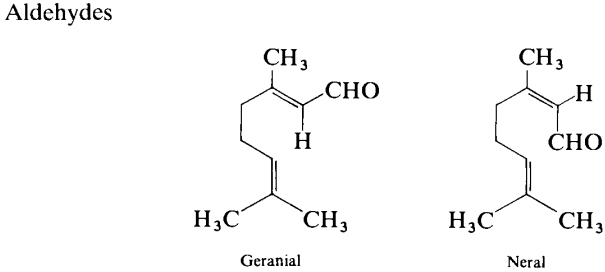 Aldehydes
CH3 CH3
CHO H
H CHO
H3C CH3 H3C CH3
Geranial Neral